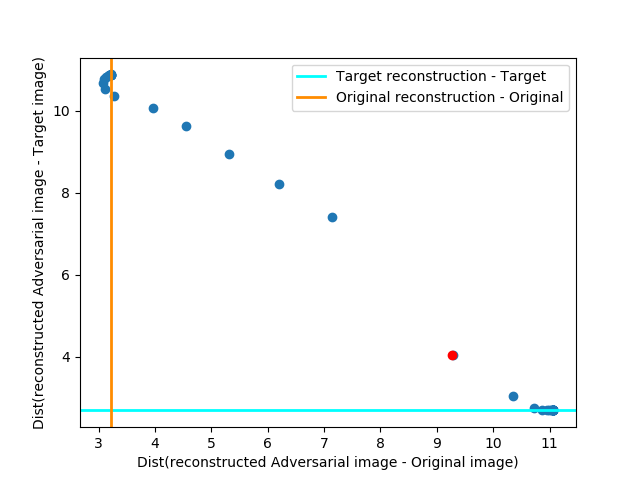 Target reconstruction - Target
Original reconstruction - Original
Dist(reconstructed Adversarial image - Target image)
10
8
6
4
3 4 5 6 7 8 9 10 11
Dist(reconstructed Adversarial image - Original image)